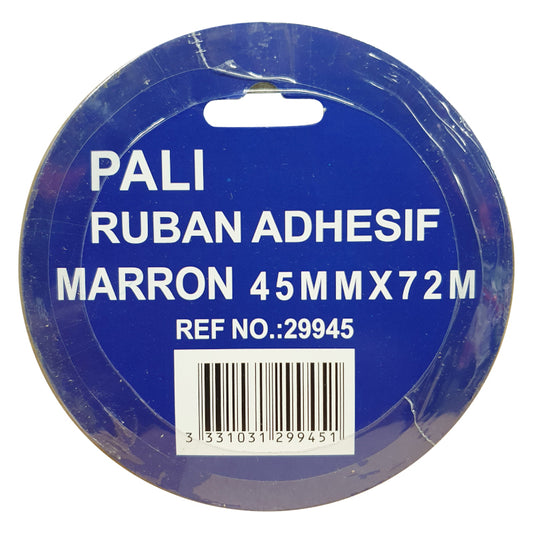 PALI
RUBAN ADHESIF
MARRON 45MMX72M
REF NO.:29945
3 331031 299451